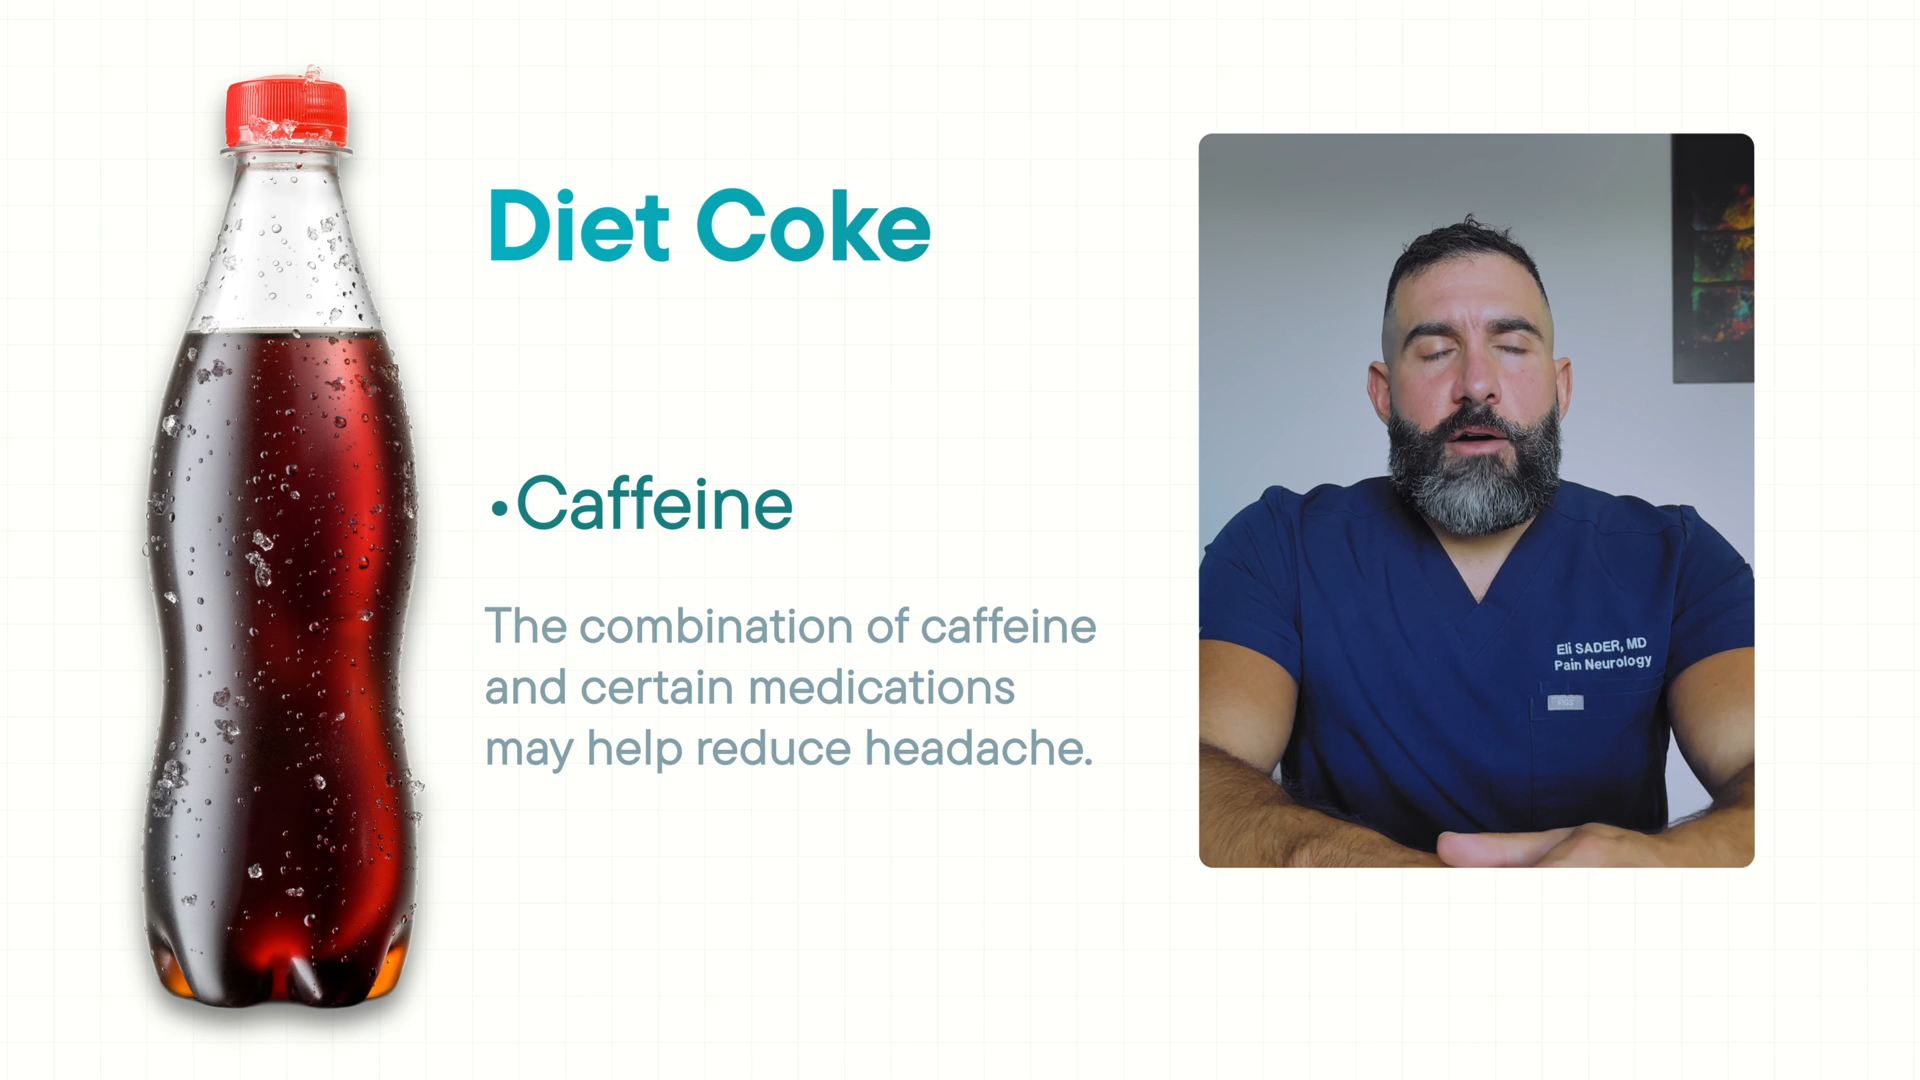 Diet Coke
•Caffeine
The combination of caffeine
and certain medications
may help reduce headache.
Eli SADER, MD
Pain Neurology